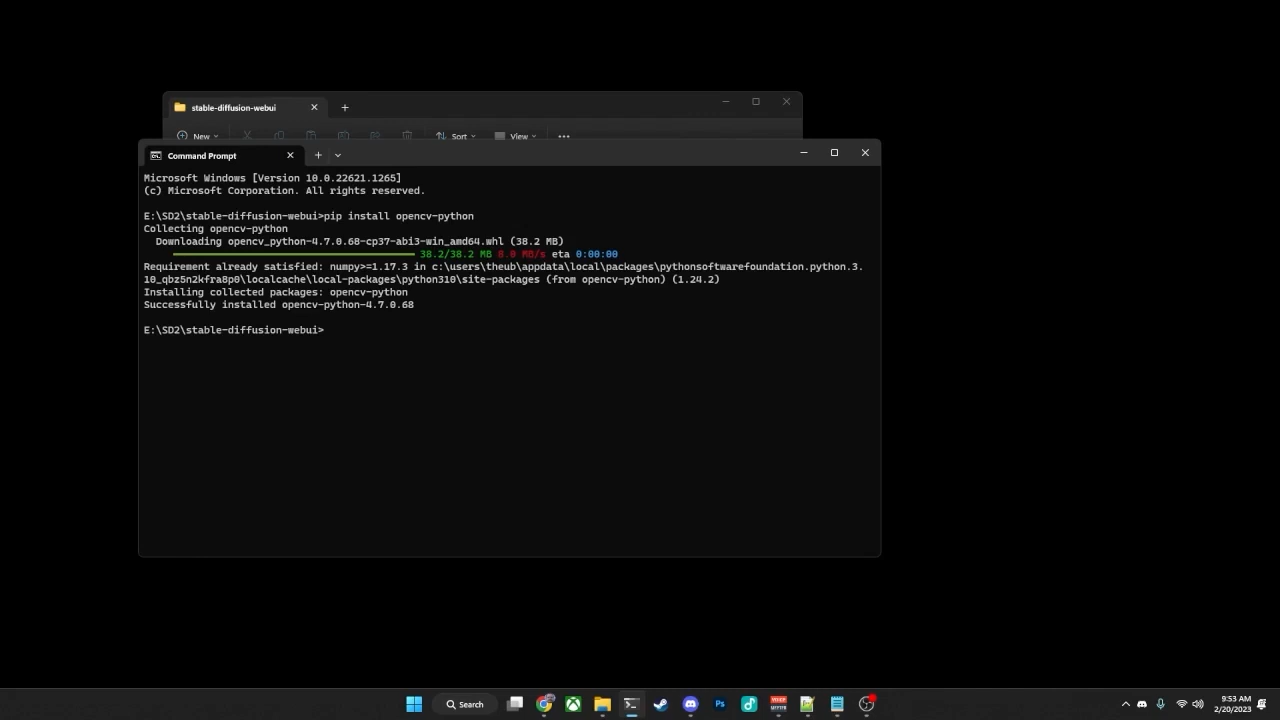 stable-diffusion-webui
New
Sort
View
Command Prompt
Microsoft Windows [Version 10.0.22621.1265]
(c) Microsoft Corporation. All rights reserved.
E:\SD2\stable-diffusion-webui>pip install opencv-python
Collecting opencv-python
Downloading opencv_python-4.7.0.68-cp37-abi3-win_amd64.whl (38.2 MB)
38.2/38.2 MB 8.0 MB/s eta 0:00:00
Requirement already satisfied: numpy>=1.17.3 in c:\users\theub\appdata\local\packages\pythonsoftwarefoundation.python.3.
10_qbz5n2kfra8p0\localcache\local-packages\python310\site-packages (from opencv-python) (1.24.2)
Installing collected packages: opencv-python
Successfully installed opencv-python-4.7.0.68
E:\SD2\stable-diffusion-webui>
Search
Ps
9:53 AM
2/20/2023